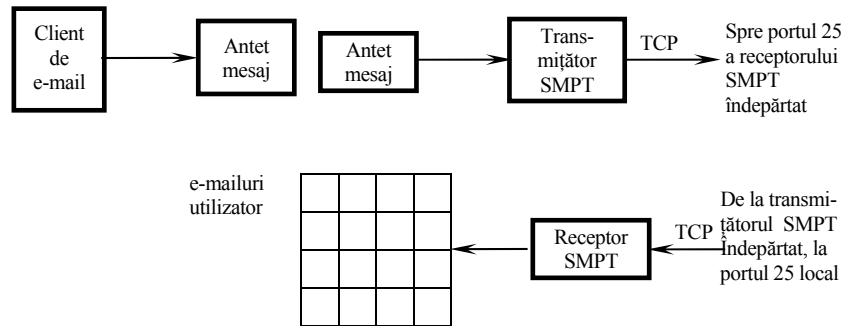 Client
de
e-mail
Antet
mesaj
Antet
mesaj
Trans-
mițător
SMPT
TCP
Spre portul 25
a receptorului
SMPT
îndepărtat
e-mailuri
utilizator
Receptor
SMPT
TCP
De la transmi-
țătorul SMPT
Îndepărtat, la
portul 25 local